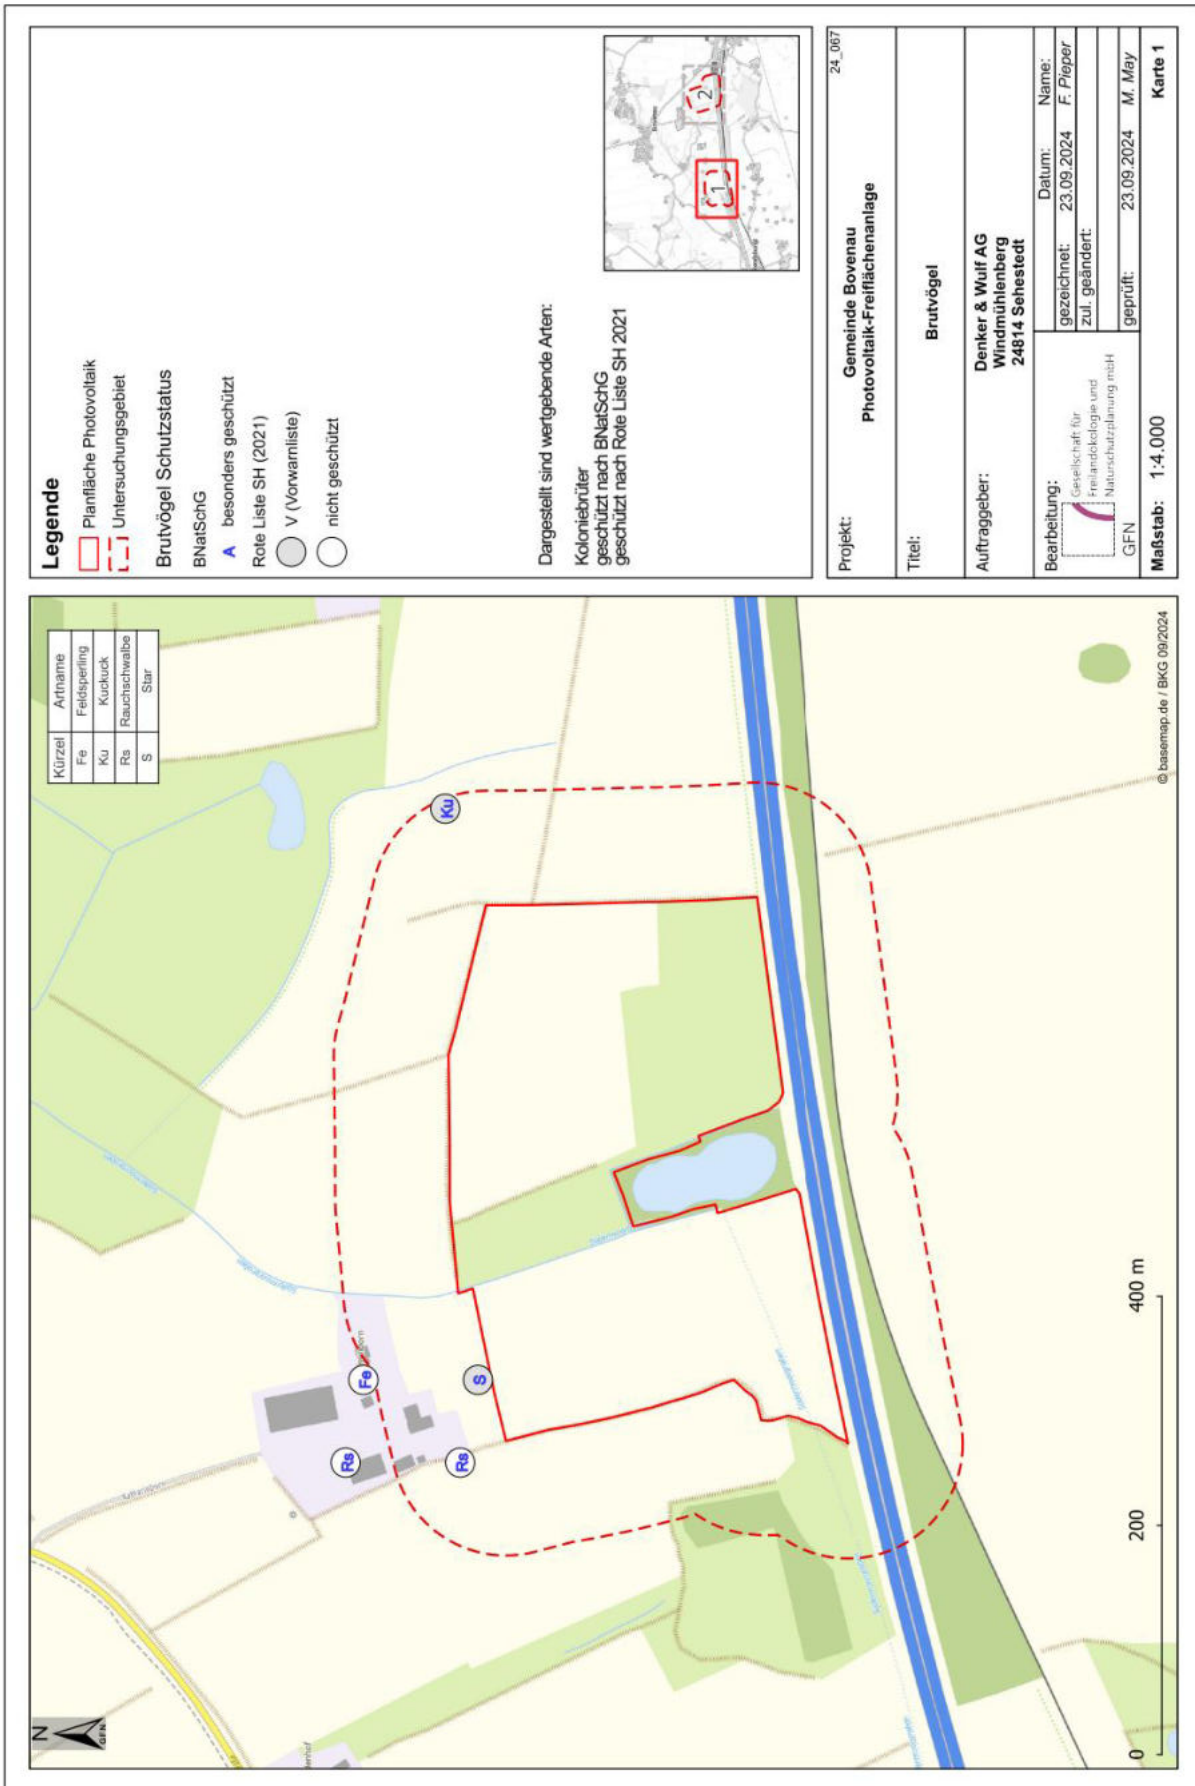 Kürzel Artname
Fe Feldsperling
Ku Kuckuck
Rs Rauchschwalbe
S Star
N
GFN
Ku
Fe
Rs
S
Rs
0 200 400 m
© basemap.de / BKG 09/2024
Legende
Planfläche Photovoltaik
Untersuchungsgebiet
Brutvögel Schutzstatus
BNatSchG
A besonders geschützt
Rote Liste SH (2021)
V (Vorwarnliste)
nicht geschützt
Dargestellt sind wertgebende Arten:
Koloniebrüter
geschützt nach BNatSchG
geschützt nach Rote Liste SH 2021
1
2
Projekt: 24_067
Gemeinde Bovenau
Photovoltaik-Freiflächenanlage
Titel:
Brutvögel
Auftraggeber:
Denker & Wulf AG
Windmühlenberg
24814 Sehestedt
Bearbeitung:
Datum: Name:
gezeichnet: 23.09.2024 F. Pieper
zul. geändert:
geprüft: 23.09.2024 M. May
Gesellschaft für
Freilandökologie und
Naturschutzplanung mbH
GFN
Maßstab: 1:4.000
Karte 1